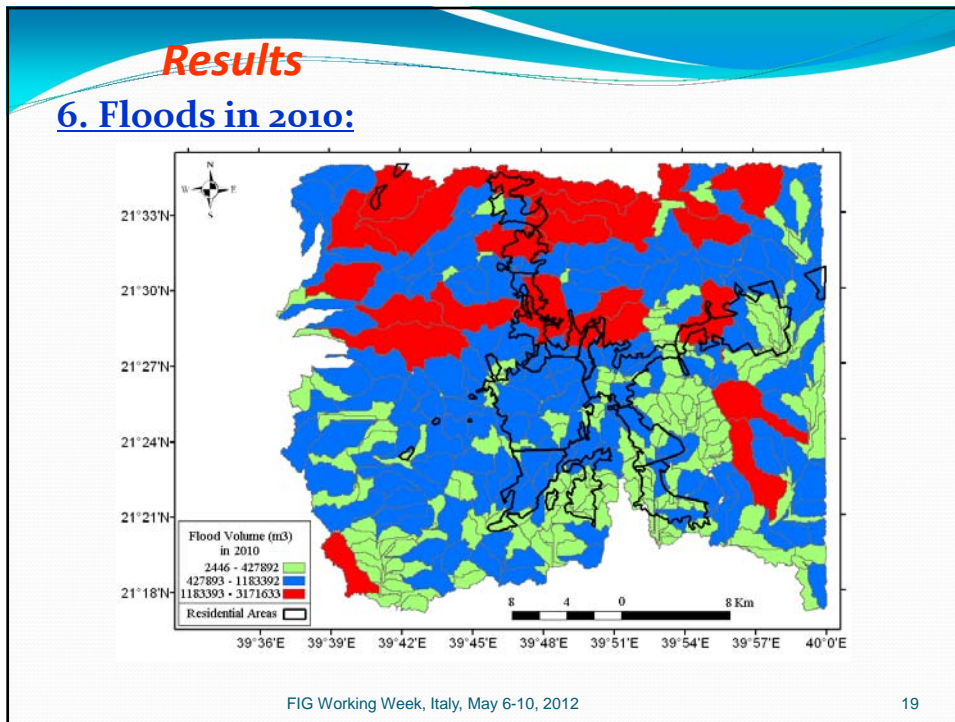 Results
6. Floods in 2010:
N
W E
S
21°33'N
21°30'N
21°27'N
21°24'N
21°21'N
21°18'N
Flood Volume (m3)
in 2010
2446 - 427892
427893 - 1183392
1183393 - 3171633
Residential Areas
8 4 0 8 Km
39°36'E 39°39'E 39°42'E 39°45'E 39°48'E 39°51'E 39°54'E 39°57'E 40°0'E
FIG Working Week, Italy, May 6-10, 2012 19